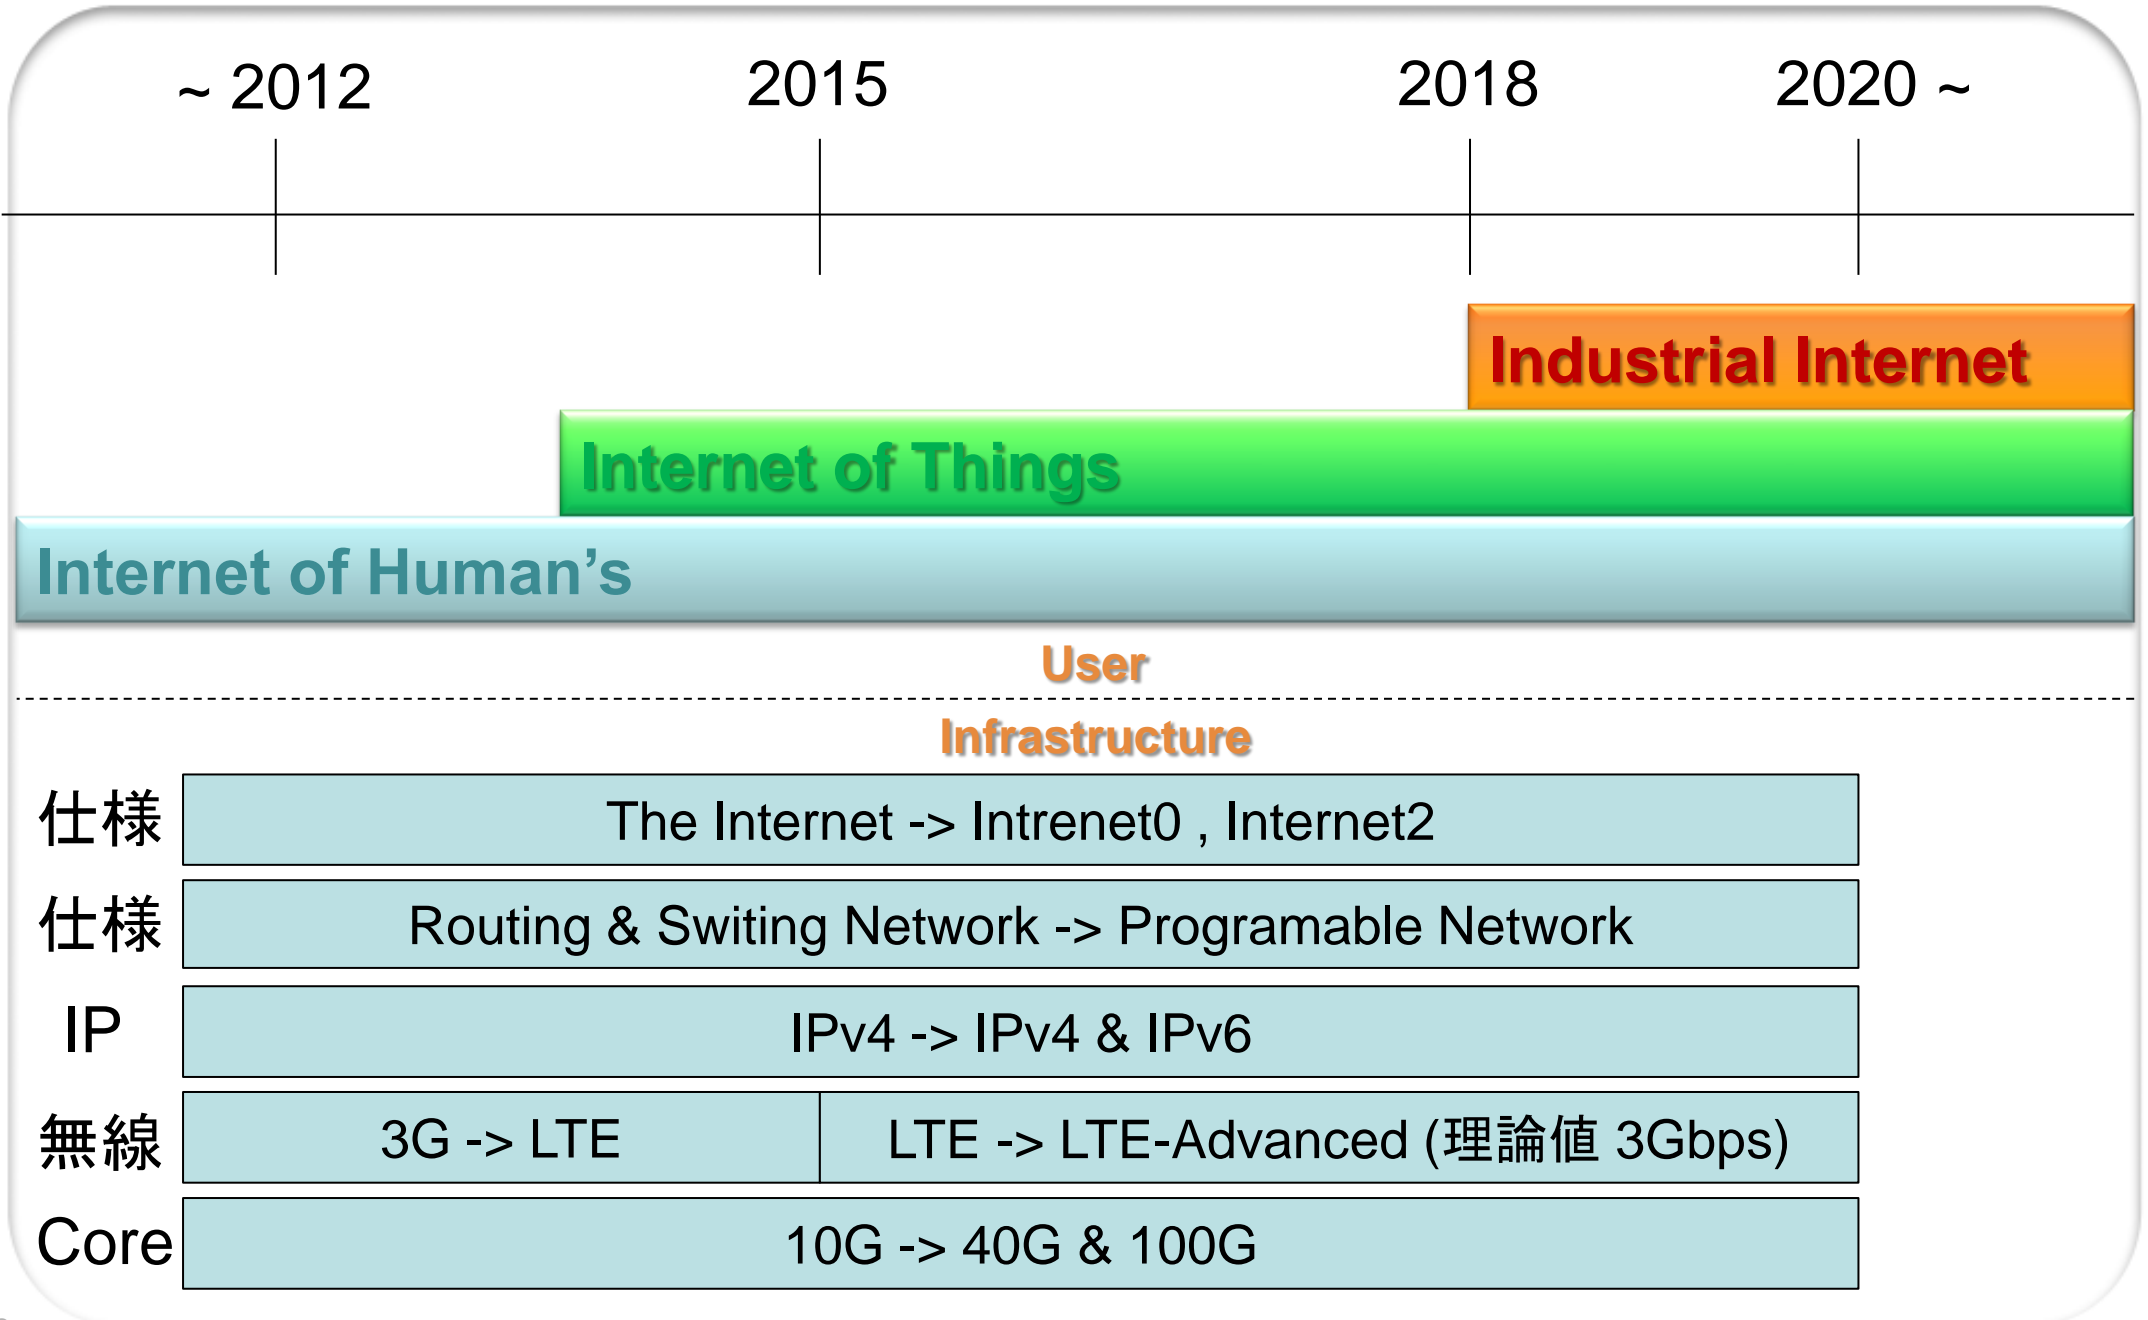 ~ 2012 2015 2018 2020 ~
Industrial Internet
Internet of Things
Internet of Human’s
User
Infrastructure
仕様 The Internet -> Intrenet0 , Internet2
仕様 Routing & Switing Network -> Programable Network
IP IPv4 -> IPv4 & IPv6
無線 3G -> LTE LTE -> LTE-Advanced (理論値 3Gbps)
Core 10G -> 40G & 100G